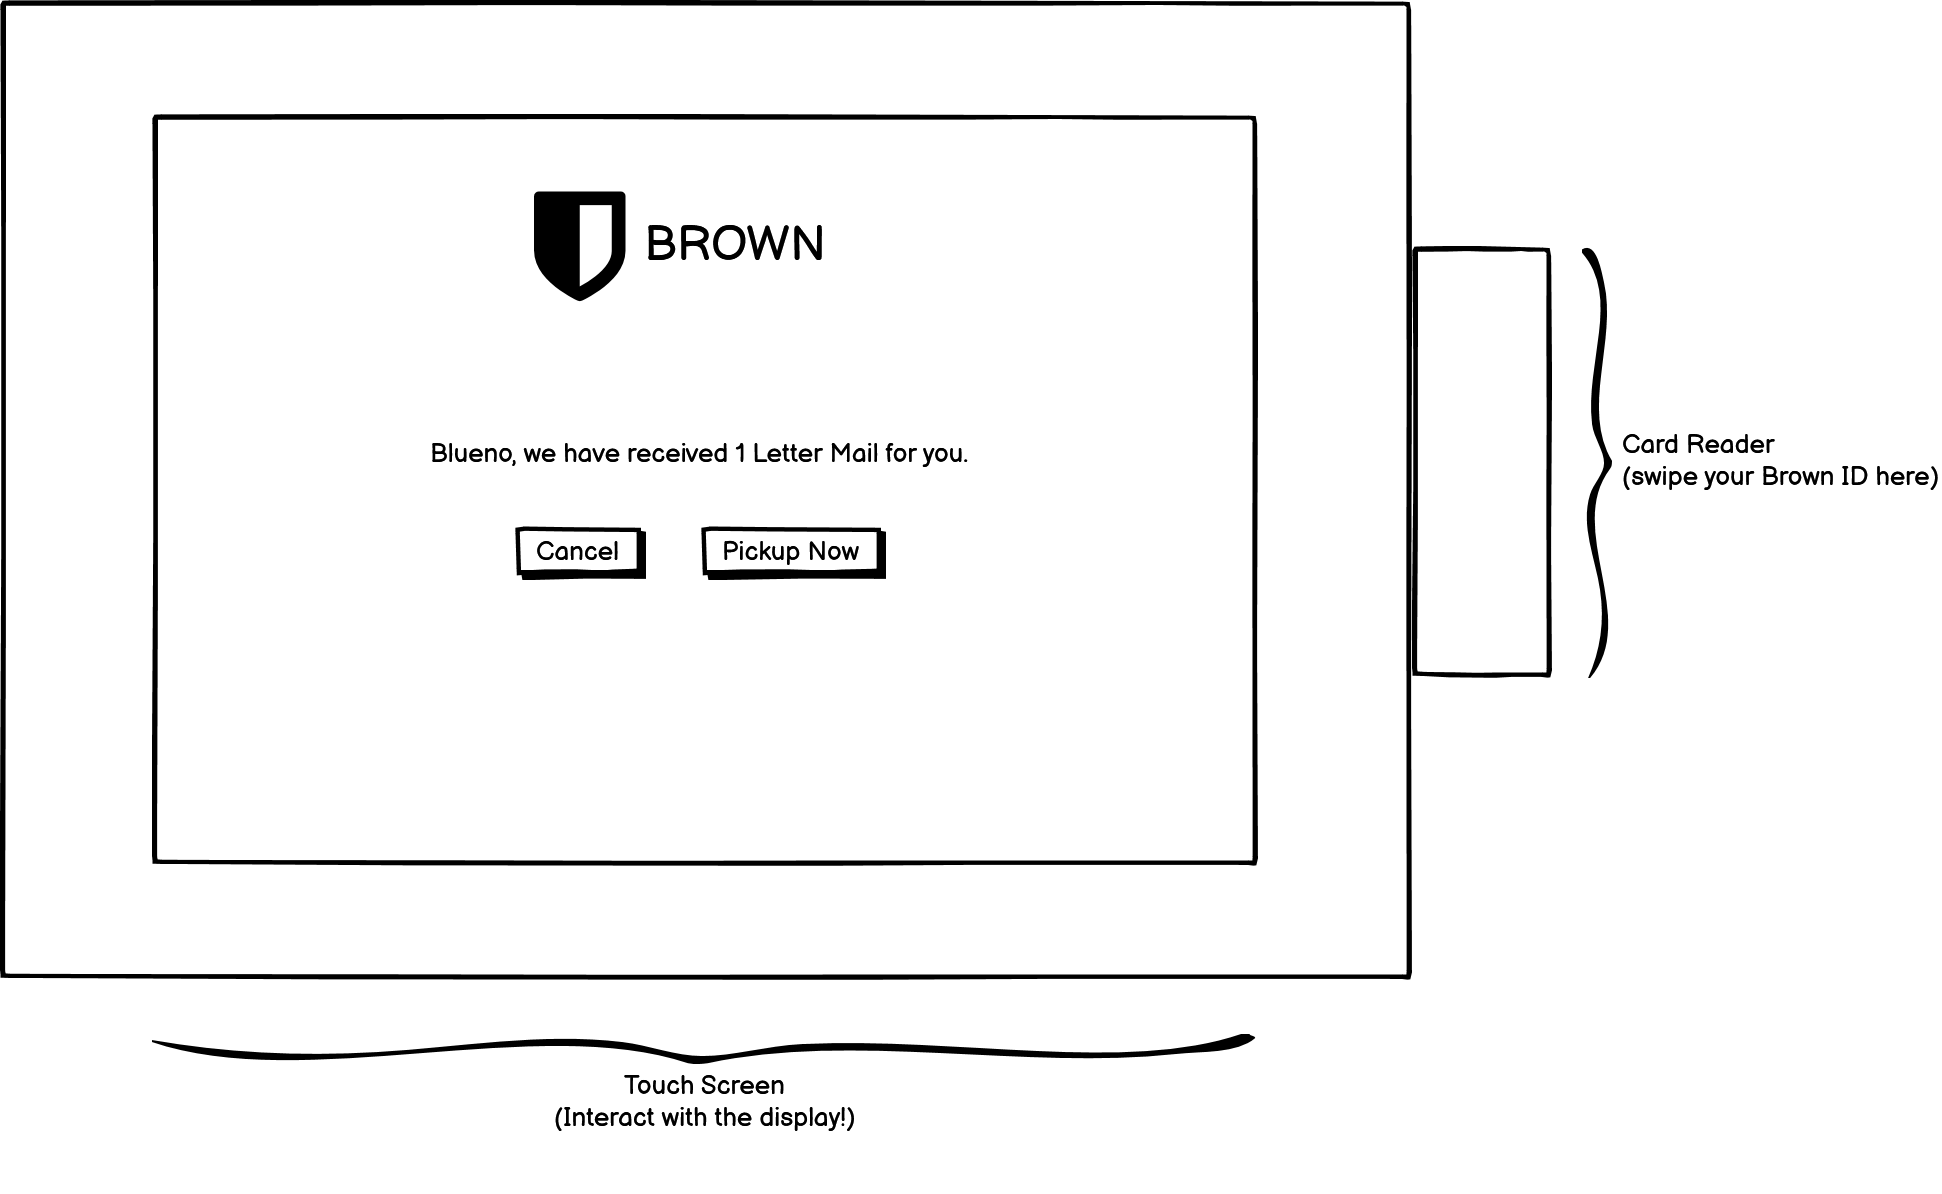 BROWN
Blueno, we have received 1 Letter Mail for you.
Cancel
Pickup Now
Card Reader
(swipe your Brown ID here)
Touch Screen
(Interact with the display!)